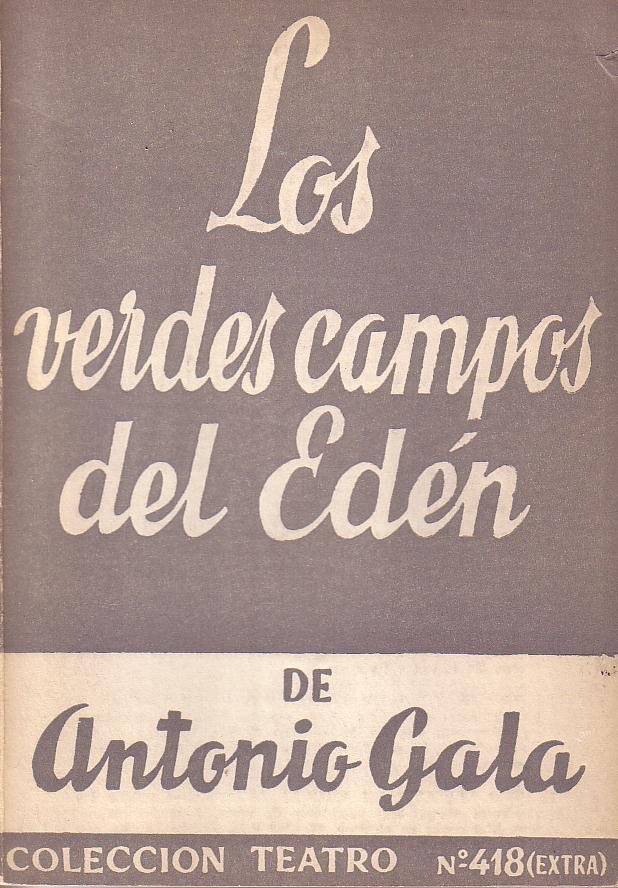 Los
verdes campos
del Edén
DE
Antonio Gala
COLECCION TEATRO Nº418(EXTRA)